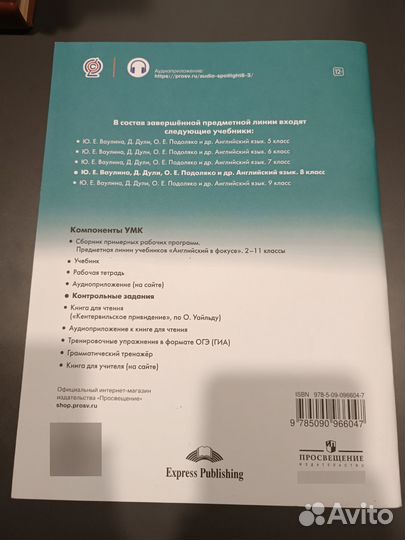 Аудиоприложение:
https://prosv.ru/audio-spotlight8-3/
12+
В состав завершённой предметной линии входят
следующие учебники:
• Ю. Е. Ваулина, Д. Дули, О. Е. Подоляко и др. Английский язык. 5 класс
• Ю. Е. Ваулина, Д. Дули, О. Е. Подоляко и др. Английский язык. 6 класс
• Ю. Е. Ваулина, Д. Дули, О. Е. Подоляко и др. Английский язык. 7 класс
• Ю. Е. Ваулина, Д. Дули, О. Е. Подоляко и др. Английский язык. 8 класс
• Ю. Е. Ваулина, Д. Дули, О. Е. Подоляко и др. Английский язык. 9 класс
Компоненты УМК
• Сборник примерных рабочих программ.
Предметная линия учебников «Английский в фокусе». 2–11 классы
• Учебник
• Рабочая тетрадь
• Аудиоприложение (на сайте)
• Контрольные задания
• Книга для чтения
(«Кентервильское привидение», по О. Уайльду)
• Аудиоприложение к книге для чтения
• Тренировочные упражнения в формате ОГЭ (ГИА)
• Грамматический тренажёр
• Книга для учителя (на сайте)
Официальный интернет-магазин
издательства «Просвещение»
shop.prosv.ru
ISBN 978-5-09-096604-7
9 785090 966047
Express Publishing
ПРОСВЕЩЕНИЕ
ИЗДАТЕЛЬСТВО
Avito